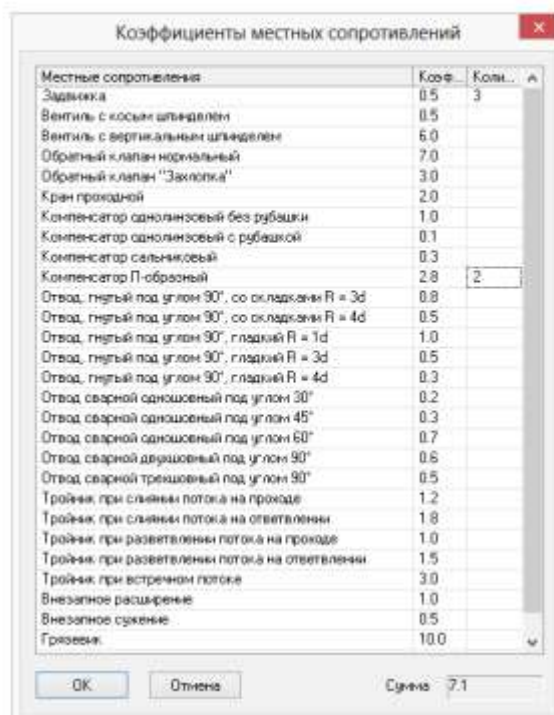 Коэффициенты местных сопротивлений
Местные сопротивления Коэф... Коли...
Задвижка 0.5 3
Вентиль с косым шпинделем 0.5
Вентиль с вертикальным шпинделем 6.0
Обратный клапан нормальный 7.0
Обратный клапан "Захлопка" 3.0
Кран проходной 2.0
Компенсатор однолинзовый без рубашки 1.0
Компенсатор однолинзовый с рубашкой 0.1
Компенсатор сальниковый 0.3
Компенсатор П-образный 2.8 2
Отвод, гнутый под углом 90°, со складками R = 3d 0.8
Отвод, гнутый под углом 90°, со складками R = 4d 0.5
Отвод, гнутый под углом 90°, гладкий R = 1d 1.0
Отвод, гнутый под углом 90°, гладкий R = 3d 0.5
Отвод, гнутый под углом 90°, гладкий R = 4d 0.3
Отвод сварной одношовный под углом 30° 0.2
Отвод сварной одношовный под углом 45° 0.3
Отвод сварной одношовный под углом 60° 0.7
Отвод сварной двухшовный под углом 90° 0.6
Отвод сварной трехшовный под углом 90° 0.5
Тройник при слиянии потока на проходе 1.2
Тройник при слиянии потока на ответвлении 1.8
Тройник при разветвлении потока на проходе 1.0
Тройник при разветвлении потока на ответвлении 1.5
Тройник при встречном потоке 3.0
Внезапное расширение 1.0
Внезапное сужение 0.5
Грязевик 10.0
OK Отмена Сумма 7.1